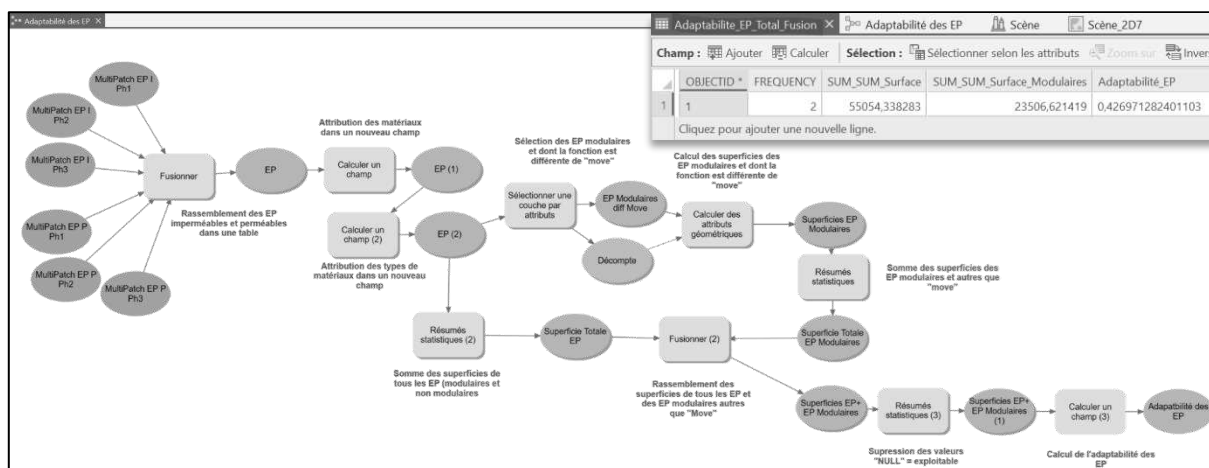 Adaptabilité des EP
Adaptabilite_EP_Total_Fusion
Adaptabilité des EP
Scène
Scène_2D7
Champ :
Ajouter
Calculer
Sélection :
Sélectionner selon les attributs
Zoom sur
Invers
OBJECTID *
FREQUENCY
SUM_SUM_Surface
SUM_SUM_Surface_Modulaires
Adaptabilité_EP
1
1
2
55054,338283
23506,621419
0,426971282401103
Cliquez pour ajouter une nouvelle ligne.
MultiPatch EP I
Ph1
MultiPatch EP I
Ph2
MultiPatch EP I
Ph3
MultiPatch EP P
Ph1
MultiPatch EP P
Ph2
MultiPatch EP P
Ph3
Fusionner
Rassemblement des EP
imperméables et perméables
dans une table
EP
Attribution des matériaux
dans un nouveau champ
Calculer un
champ
EP (1)
Calculer un
champ (2)
Attribution des types de
matériaux dans un nouveau
champ
EP (2)
Sélection des EP modulaires
et dont la fonction est
différente de "move"
Sélectionner une
couche par
attributs
EP Modulaires
diff Move
Décompte
Calcul des superficies des
EP modulaires et dont la
fonction est différente de
"move"
Calculer des
attributs
géométriques
Superficies EP
Modulaires
Résumés
statistiques
Somme des superficies des
EP modulaires et autres que
"move"
Superficie Totale
EP Modulaires
Résumés
statistiques (2)
Somme des superficies de
tous les EP (modulaires et
non modulaires
Superficie Totale
EP
Fusionner (2)
Rassemblement des
superficies de tous les EP et
des EP modulaires autres
que "Move"
Superficies EP+
EP Modulaires
Résumés
statistiques (3)
Supression des valeurs
"NULL" = exploitable
Superficies EP+
EP Modulaires
(1)
Calculer un
champ (3)
Calcul de l'adaptabilité des
EP
Adapatbilité des
EP